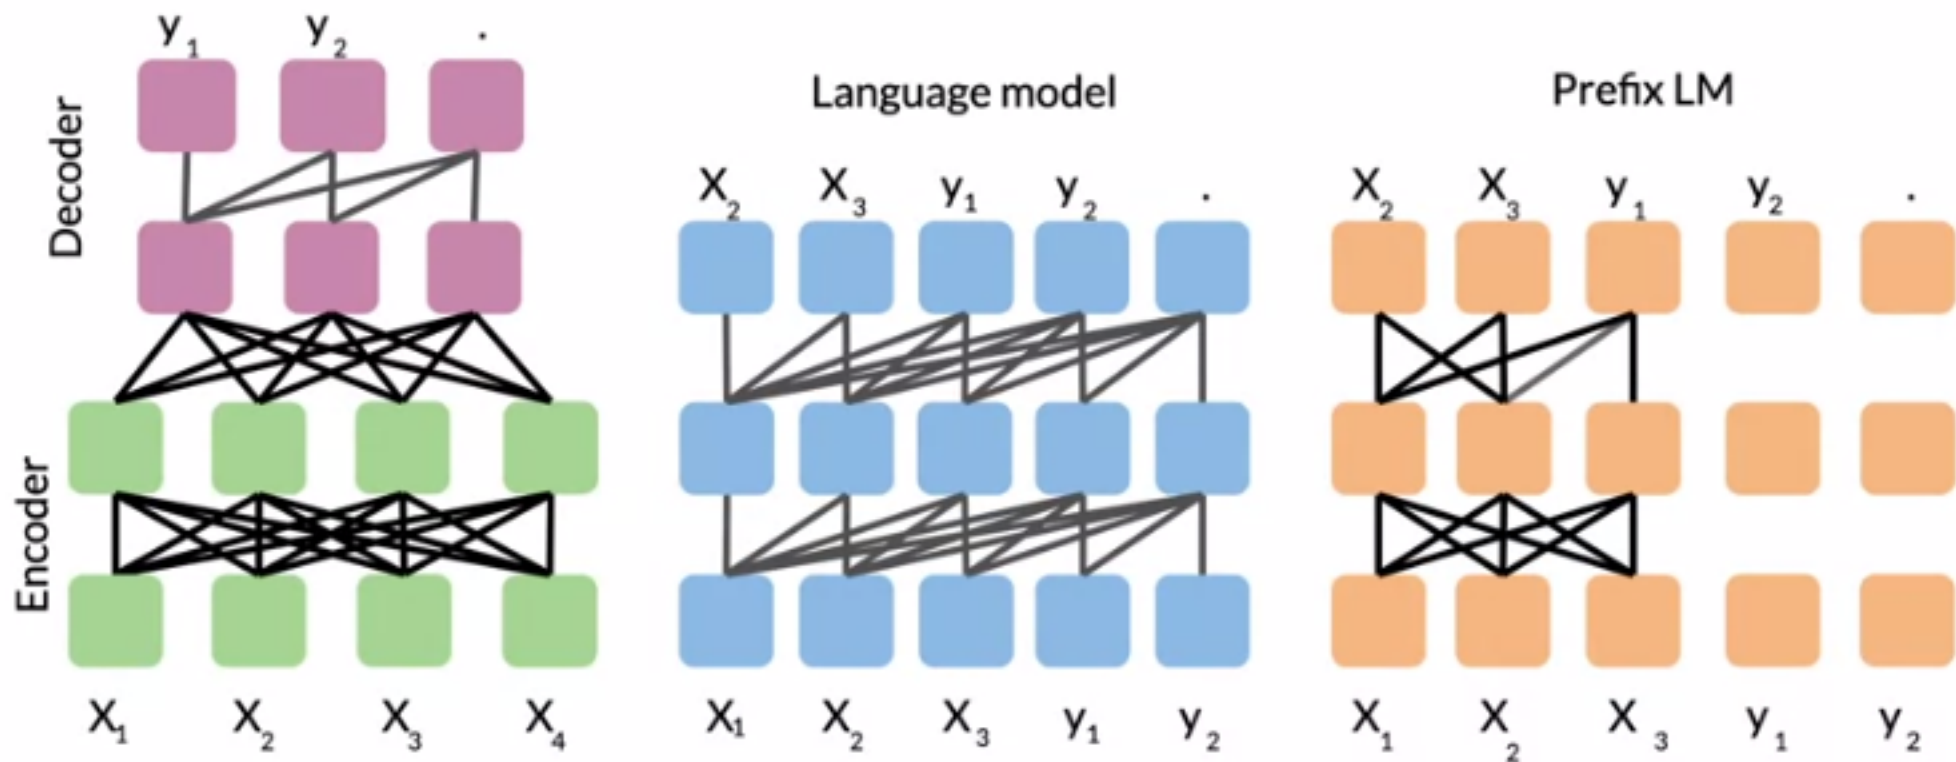 y1 y2 .
Decoder
Encoder
X1 X2 X3 X4
Language model
X2 X3 y1 y2 .
X1 X2 X3 y1 y2
Prefix LM
X2 X3 y1 y2 .
X1 X2 X3 y1 y2